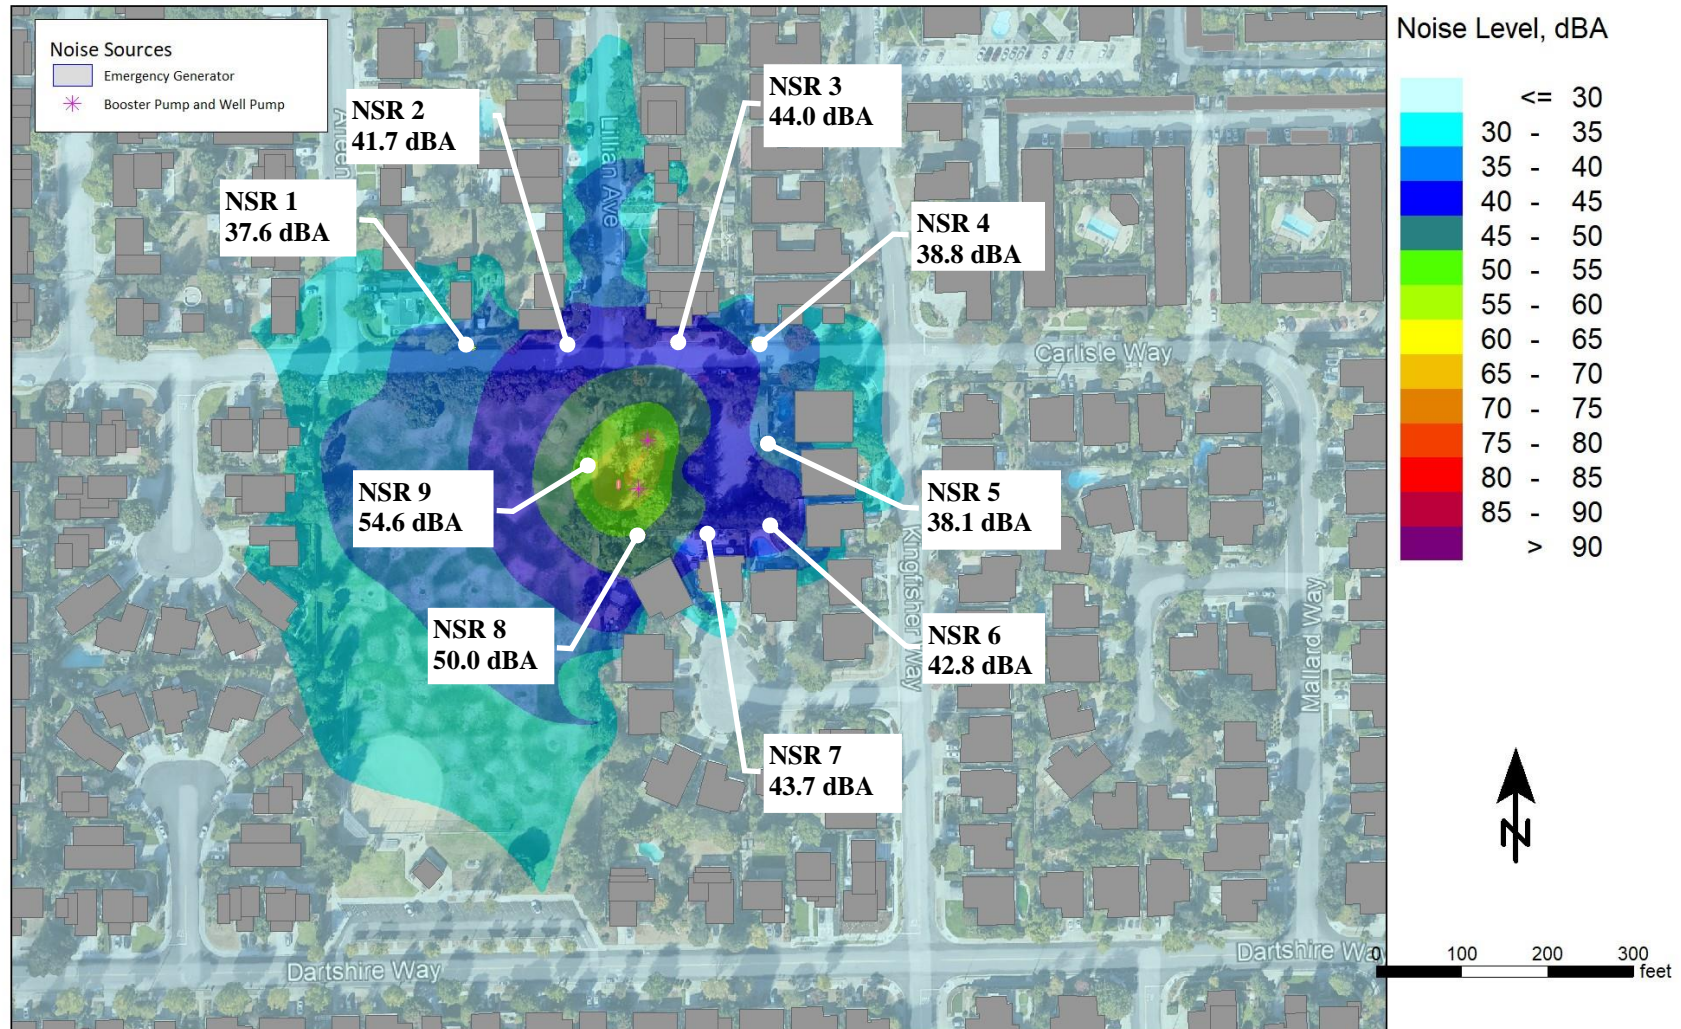 Noise Sources
Emergency Generator
Booster Pump and Well Pump
NSR 1
37.6 dBA
NSR 2
41.7 dBA
NSR 3
44.0 dBA
NSR 4
38.8 dBA
NSR 5
38.1 dBA
NSR 6
42.8 dBA
NSR 7
43.7 dBA
NSR 8
50.0 dBA
NSR 9
54.6 dBA
Lillian Ave
Carlisle Way
Kingfisher Way
Mallard Way
Dartshire Way
Dartshire Wa
Noise Level, dBA
<= 30
30 - 35
35 - 40
40 - 45
45 - 50
50 - 55
55 - 60
60 - 65
65 - 70
70 - 75
75 - 80
80 - 85
85 - 90
> 90
N
0 100 200 300
feet